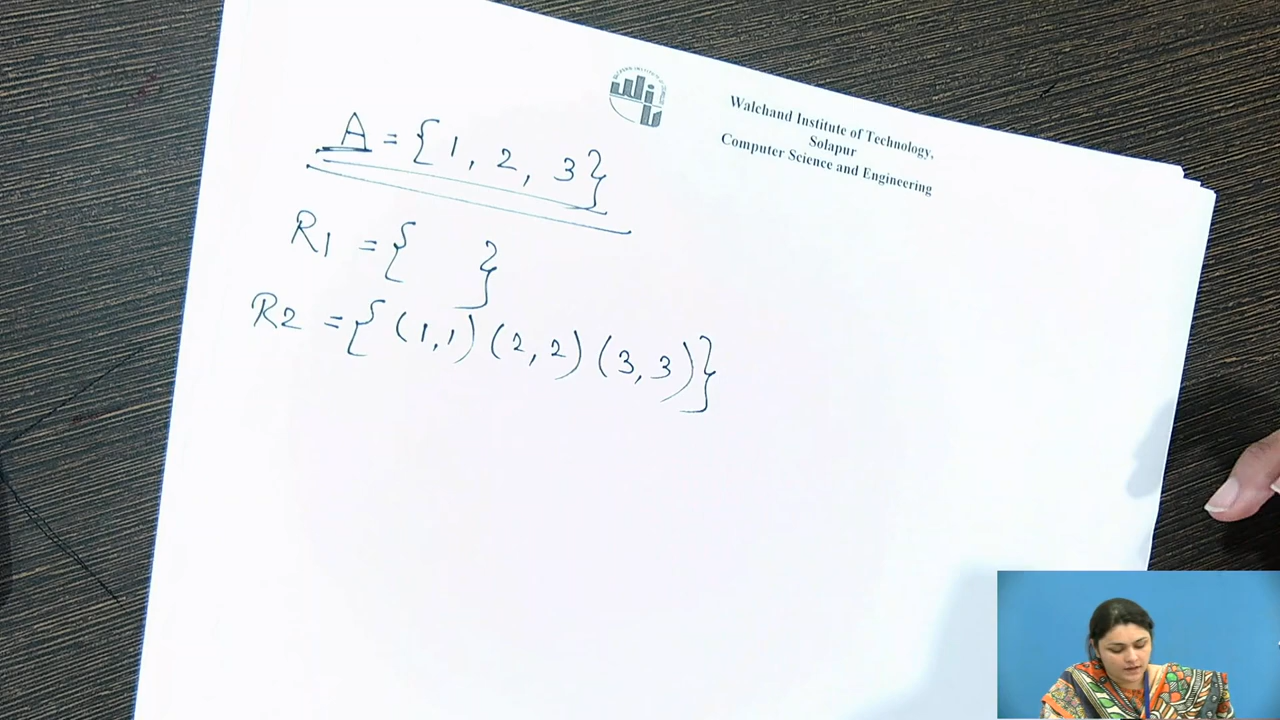 Walchand Institute of Technology,
Solapur
Computer Science and Engineering
A = {1, 2, 3}
R1 = { }
R2 = {(1,1) (2,2) (3,3)}